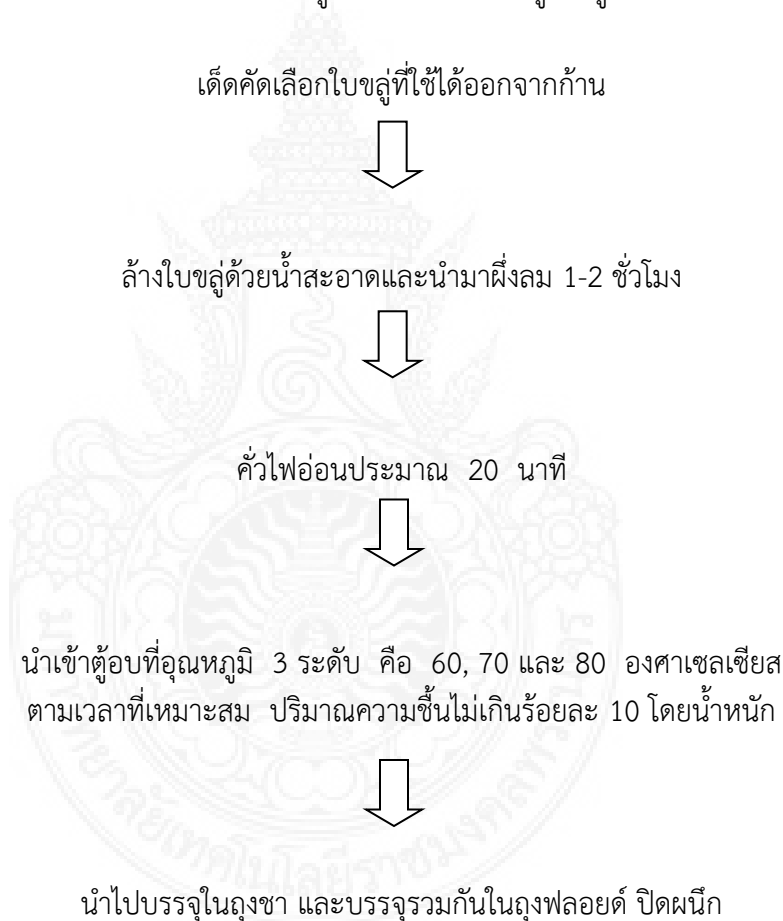 เด็ดคัดเลือกใบขลู่ที่ใช้ได้ออกจากก้าน
ล้างใบขลู่ด้วยน้ำสะอาดและนำมาผึ่งลม 1-2 ชั่วโมง
คั่วไฟอ่อนประมาณ 20 นาที
นำเข้าตู้อบที่อุณหภูมิ 3 ระดับ คือ 60, 70 และ 80 องศาเซลเซียส
ตามเวลาที่เหมาะสม ปริมาณความชื้นไม่เกินร้อยละ 10 โดยน้ำหนัก
นำไปบรรจุในถุงชา และบรรจุรวมกันในถุงฟลอยด์ ปิดผนึก